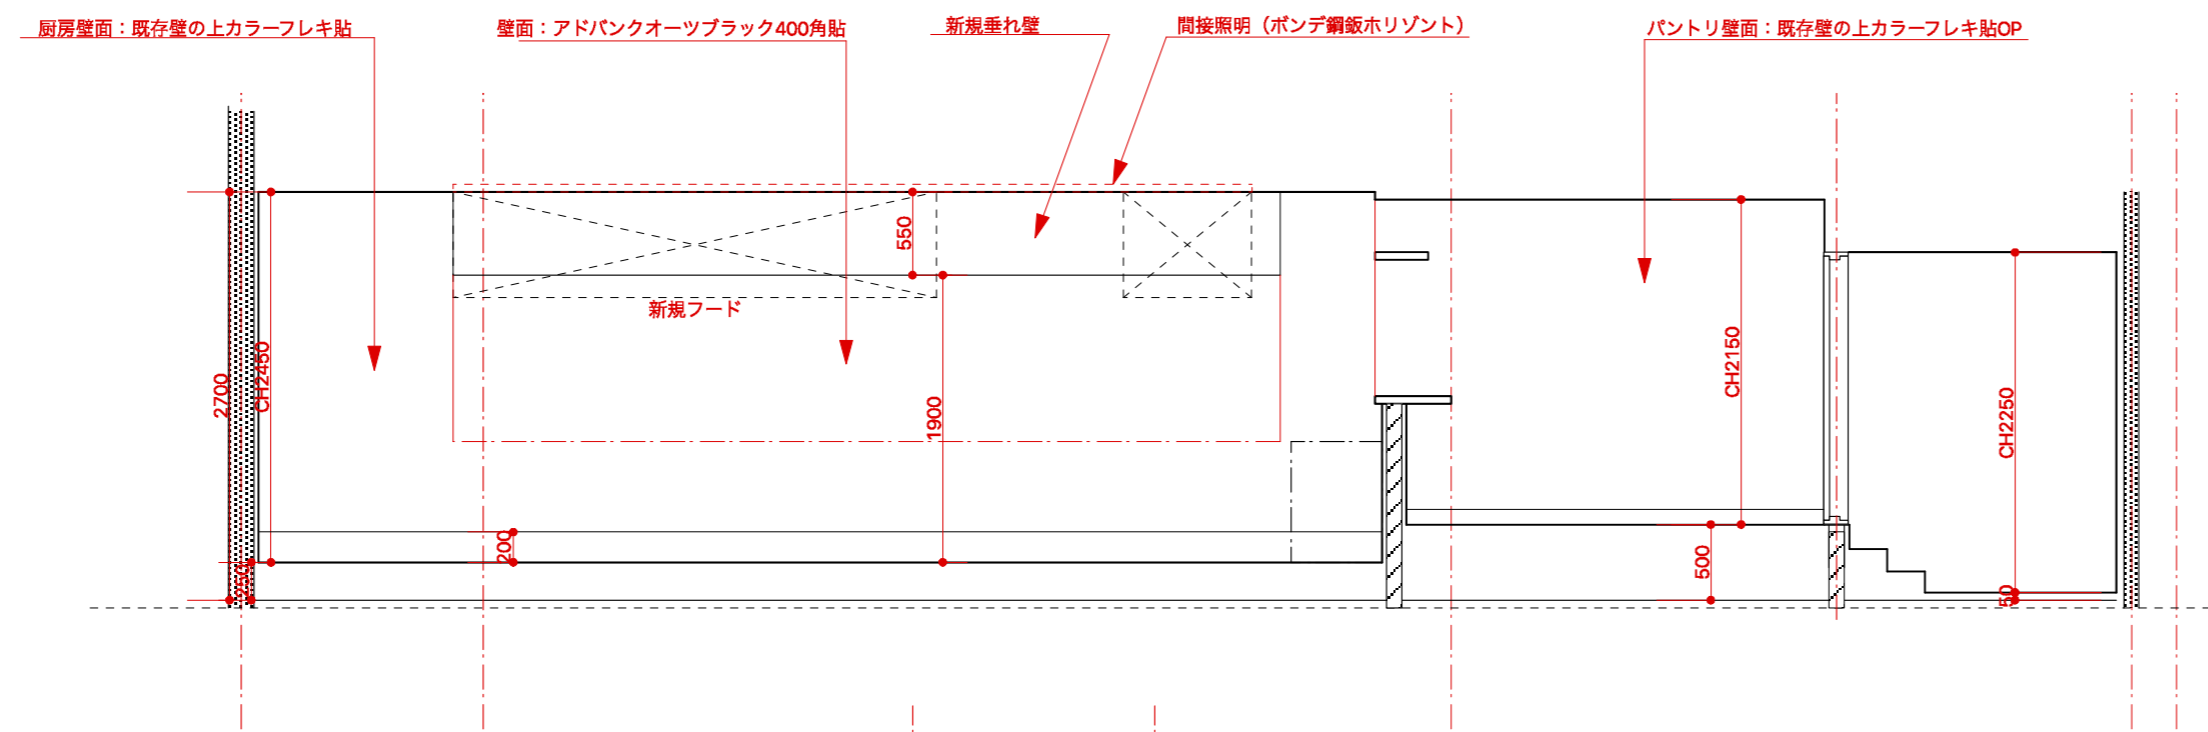 厨房壁面：既存壁の上カラーフレキ貼
壁面：アドバンクオーツブラック400角貼
新規垂れ壁
間接照明（ボンデ鋼鈑ホリゾント）
パントリ壁面：既存壁の上カラーフレキ貼OP
550
新規フード
2700
CH2450
1900
CH2150
CH2250
200
250
500
50